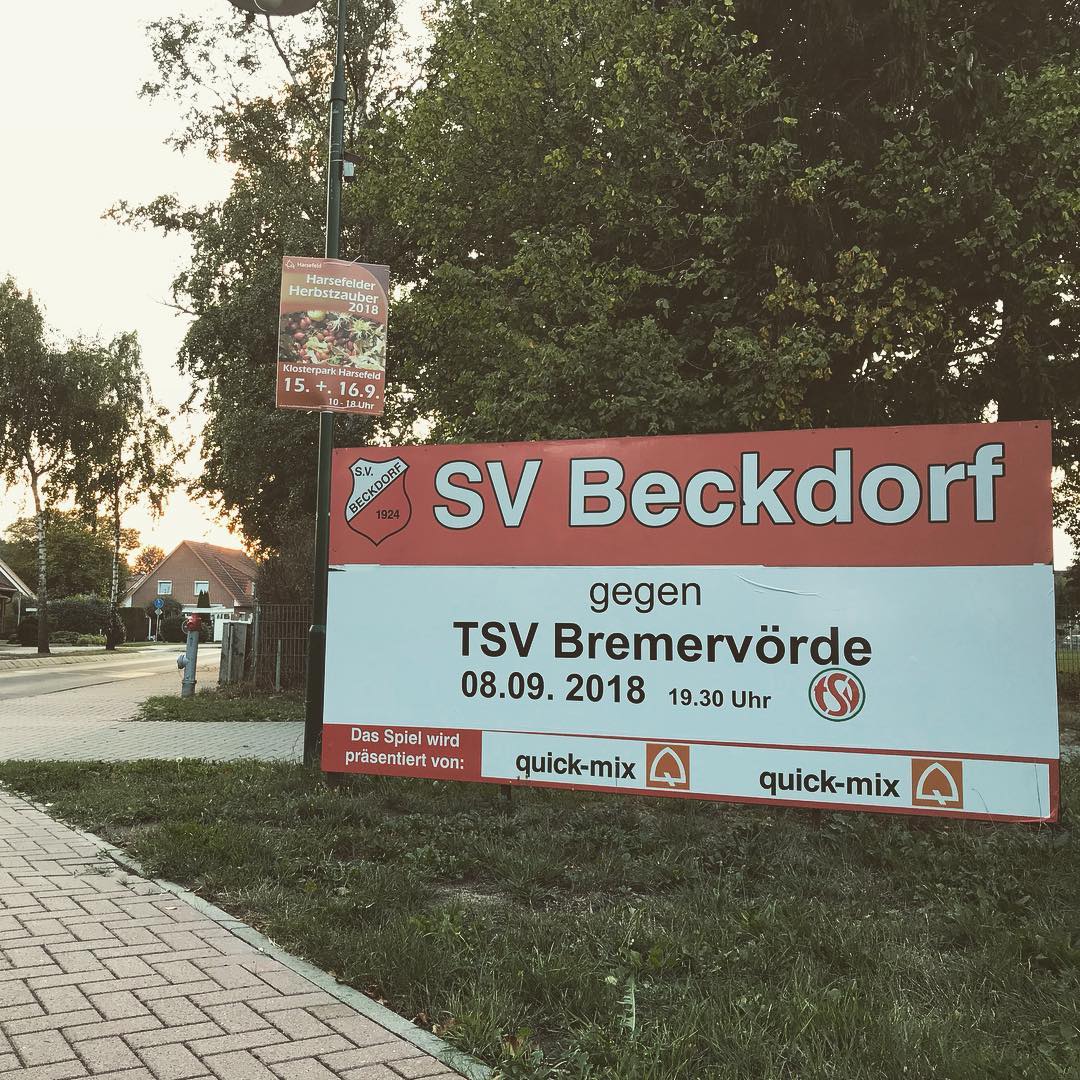 Harsefeld
Harsefelder
Herbstzauber
2018
Klosterpark Harsefeld
15. + 16.9.
10 - 18 Uhr
S.V.
BECKDORF
1924
SV Beckdorf
gegen
TSV Bremervörde
08.09. 2018 19.30 Uhr
TSV
Das Spiel wird
präsentiert von:
quick-mix quick-mix